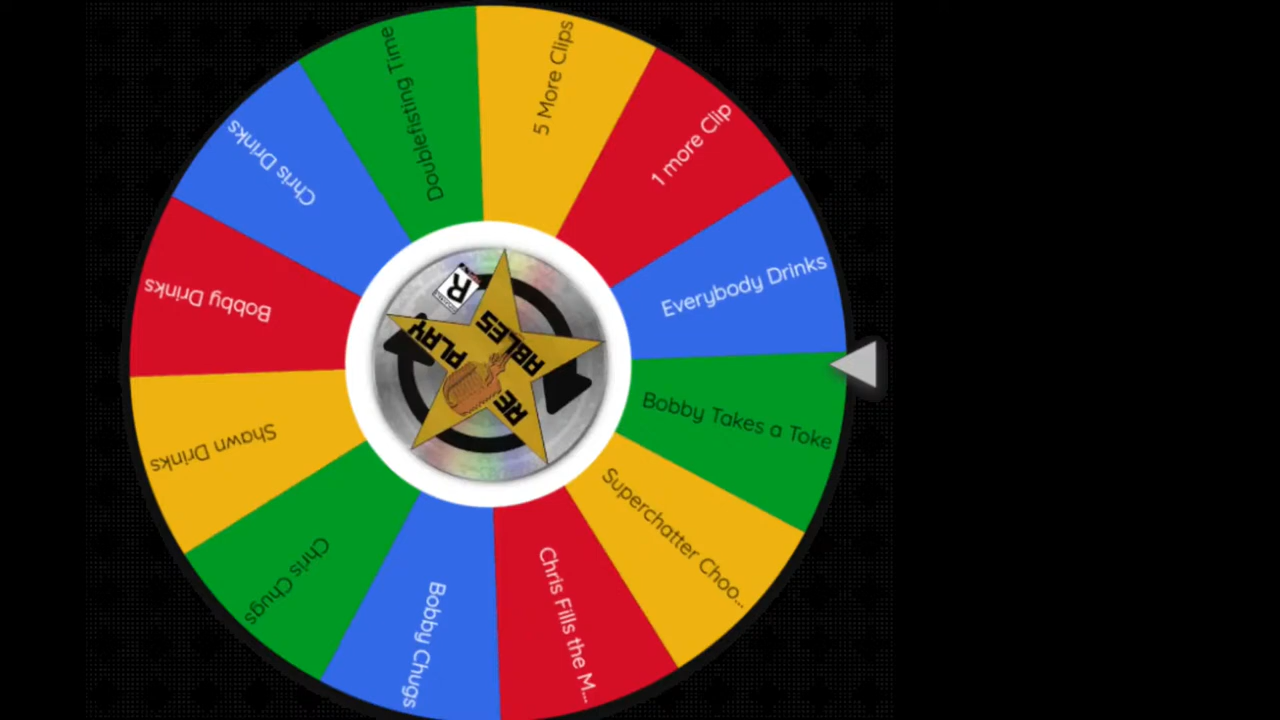 Doublefisting Time
5 More Clips
1 more Clip
Everybody Drinks
Bobby Takes a Toke
Superchatter Choo...
Chris Fills the M...
Bobby Chugs
Chris Chugs
Shawn Drinks
Bobby Drinks
Chris Drinks
R
RE
PLAY
ABLES